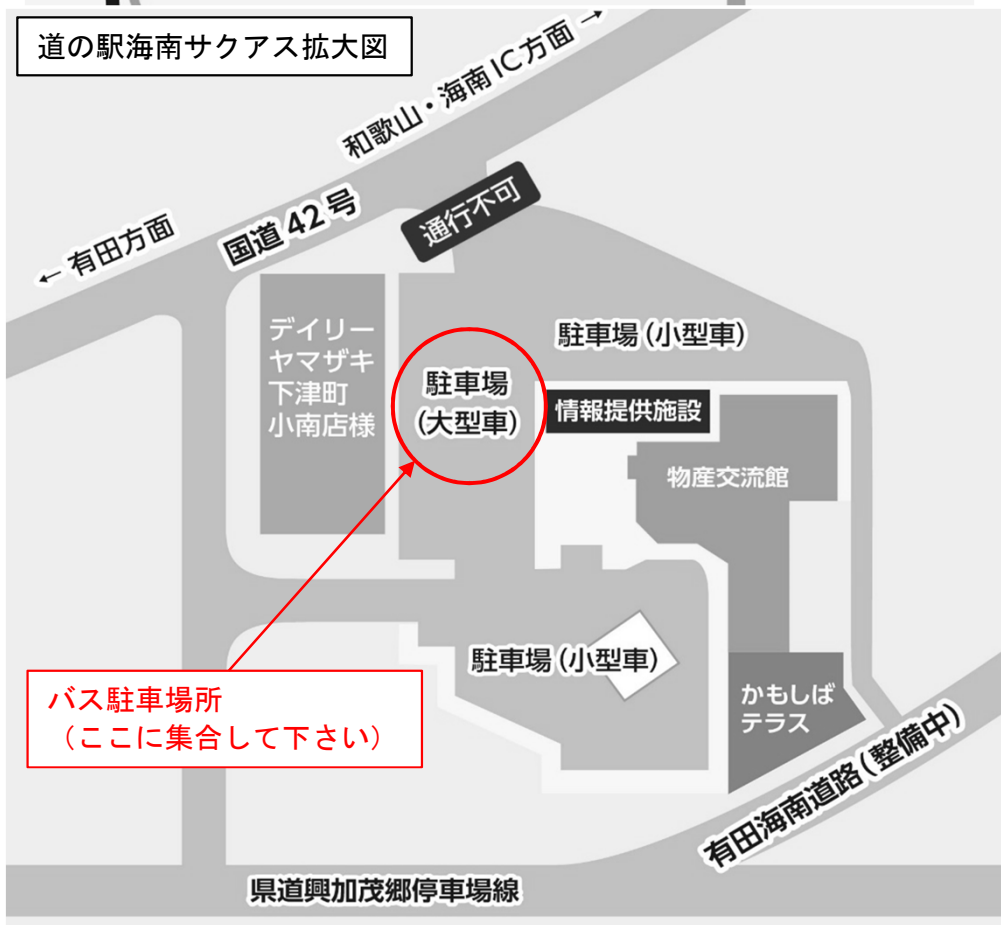 道の駅海南サクアス拡大図
和歌山・海南IC方面 →
← 有田方面
国道42号
通行不可
デイリー
ヤマザキ
下津町
小南店様
駐車場
(大型車)
駐車場(小型車)
情報提供施設
物産交流館
駐車場(小型車)
かもしば
テラス
バス駐車場所
（ここに集合して下さい）
有田海南道路(整備中)
県道興加茂郷停車場線